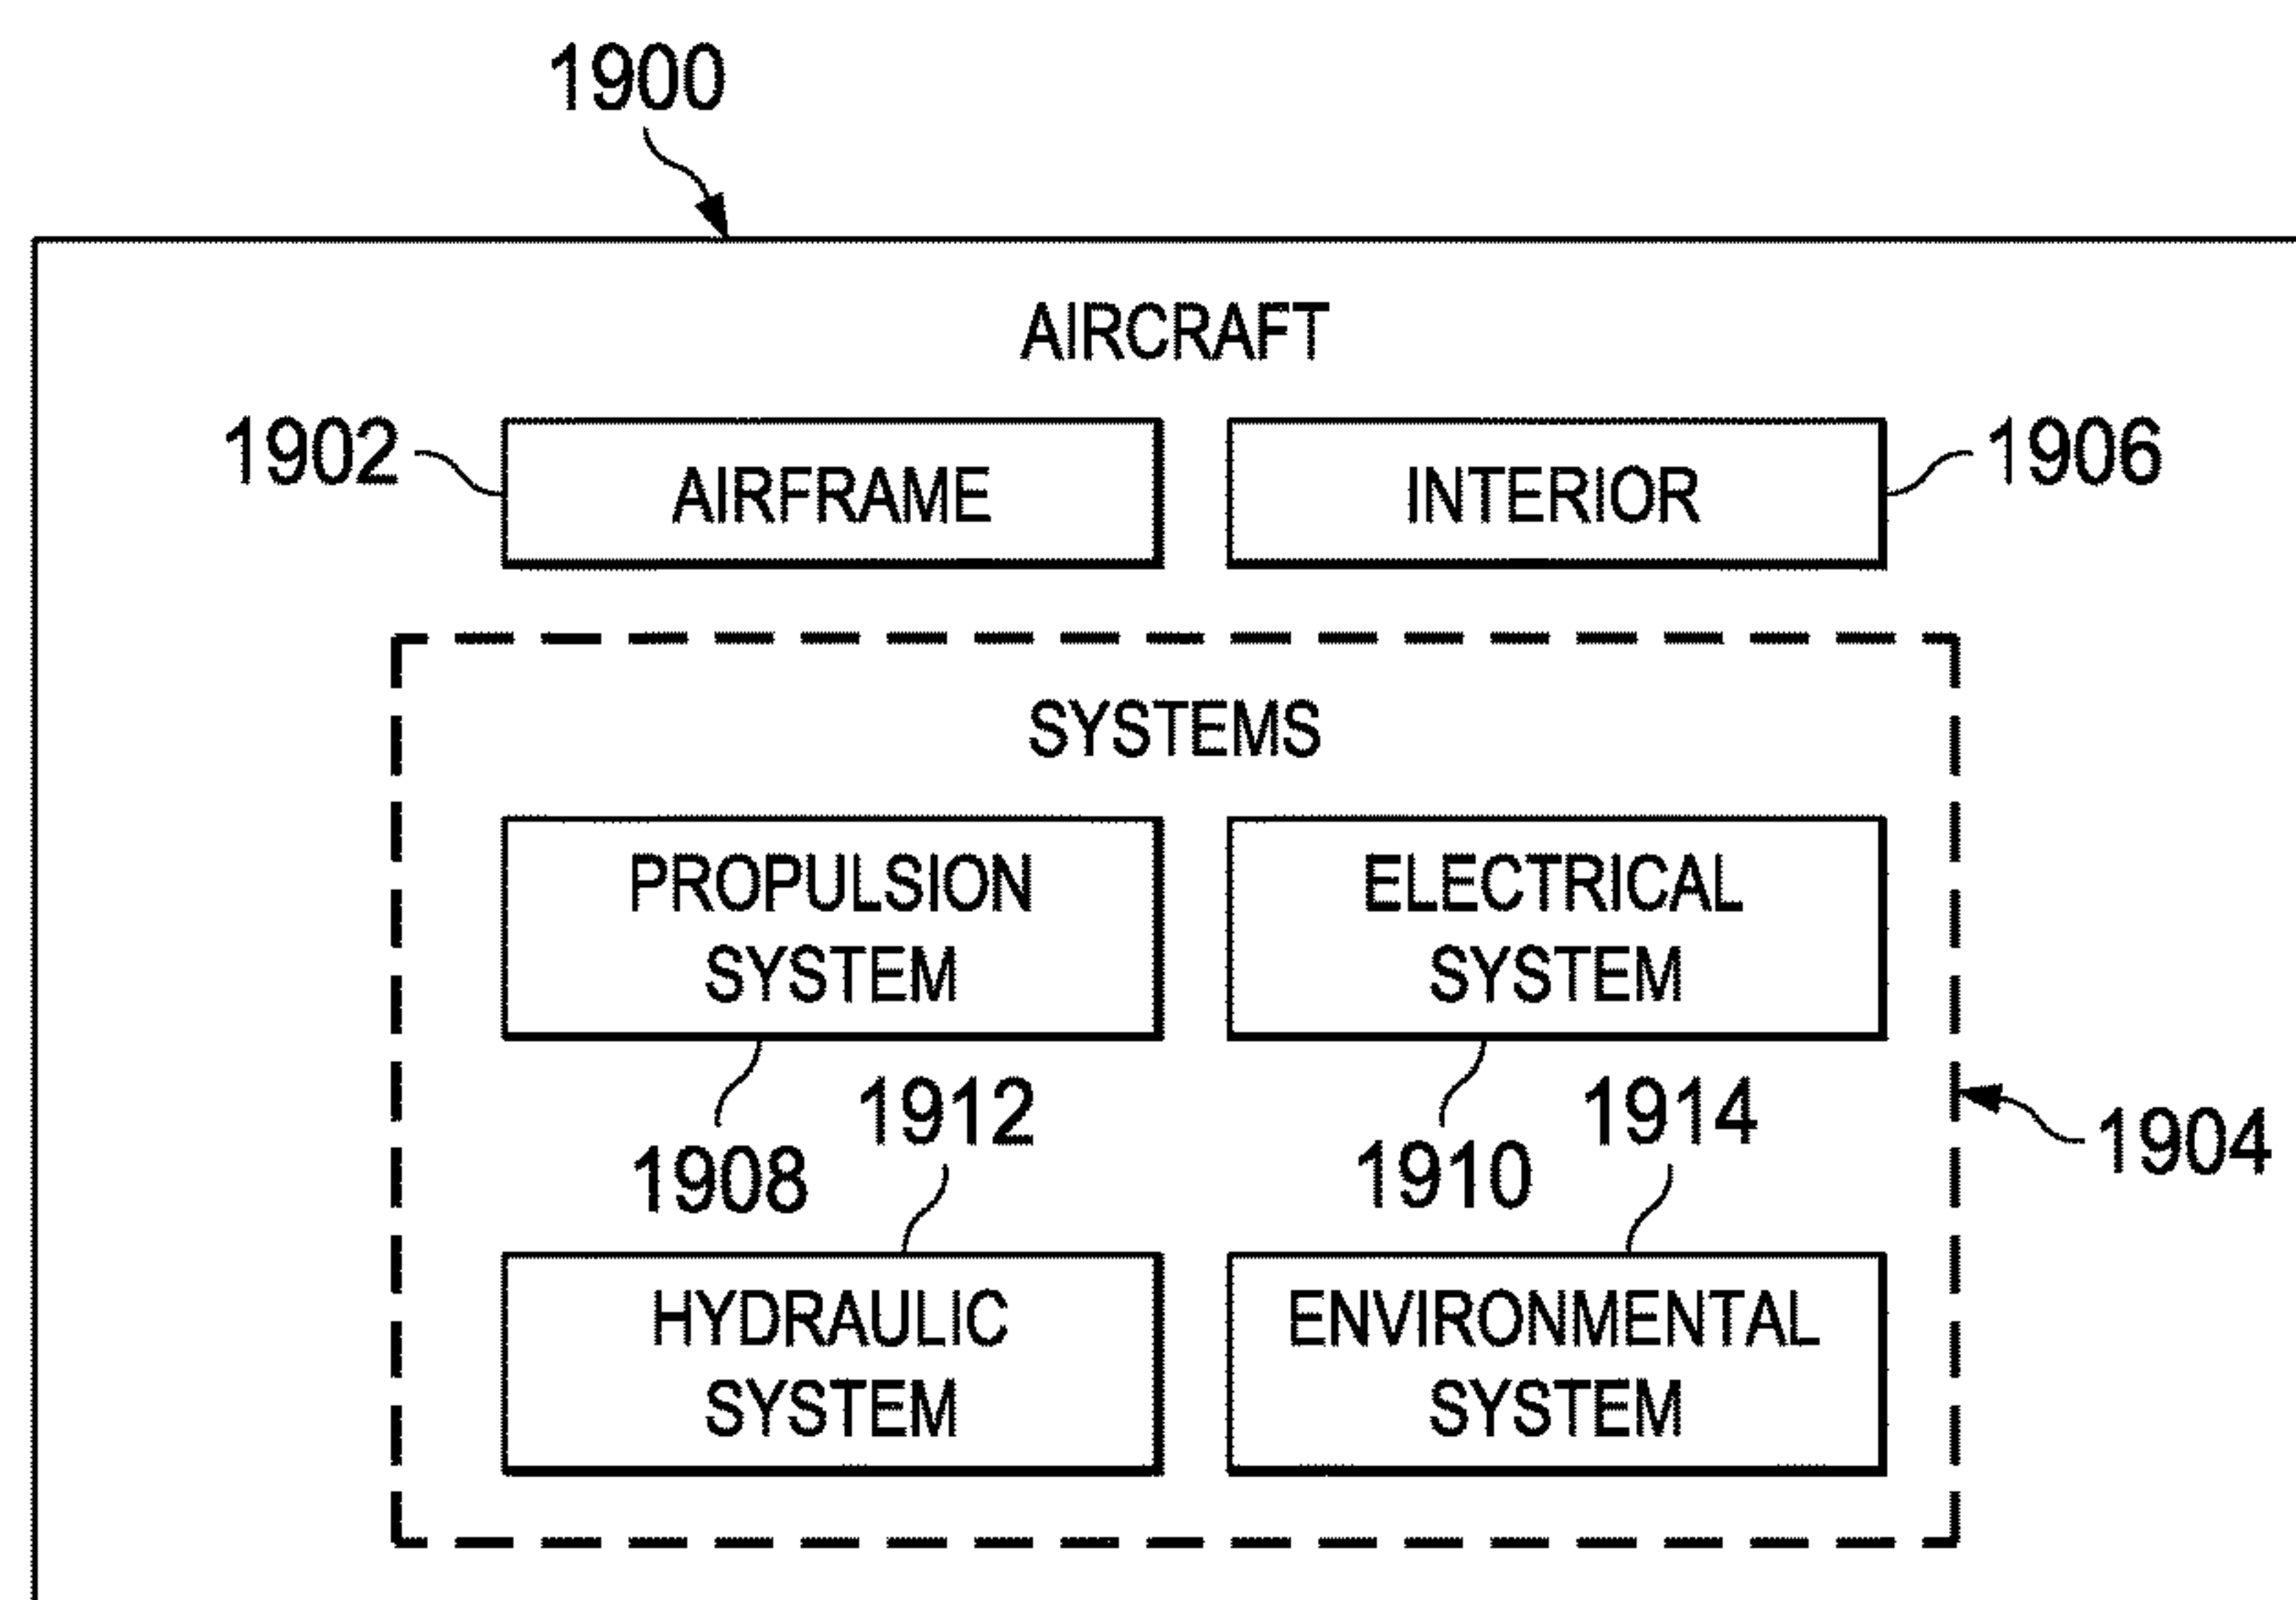 1900
AIRCRAFT
1902
AIRFRAME
INTERIOR
1906
SYSTEMS
PROPULSION
SYSTEM
ELECTRICAL
SYSTEM
1908
1912
1910
1914
1904
HYDRAULIC
SYSTEM
ENVIRONMENTAL
SYSTEM